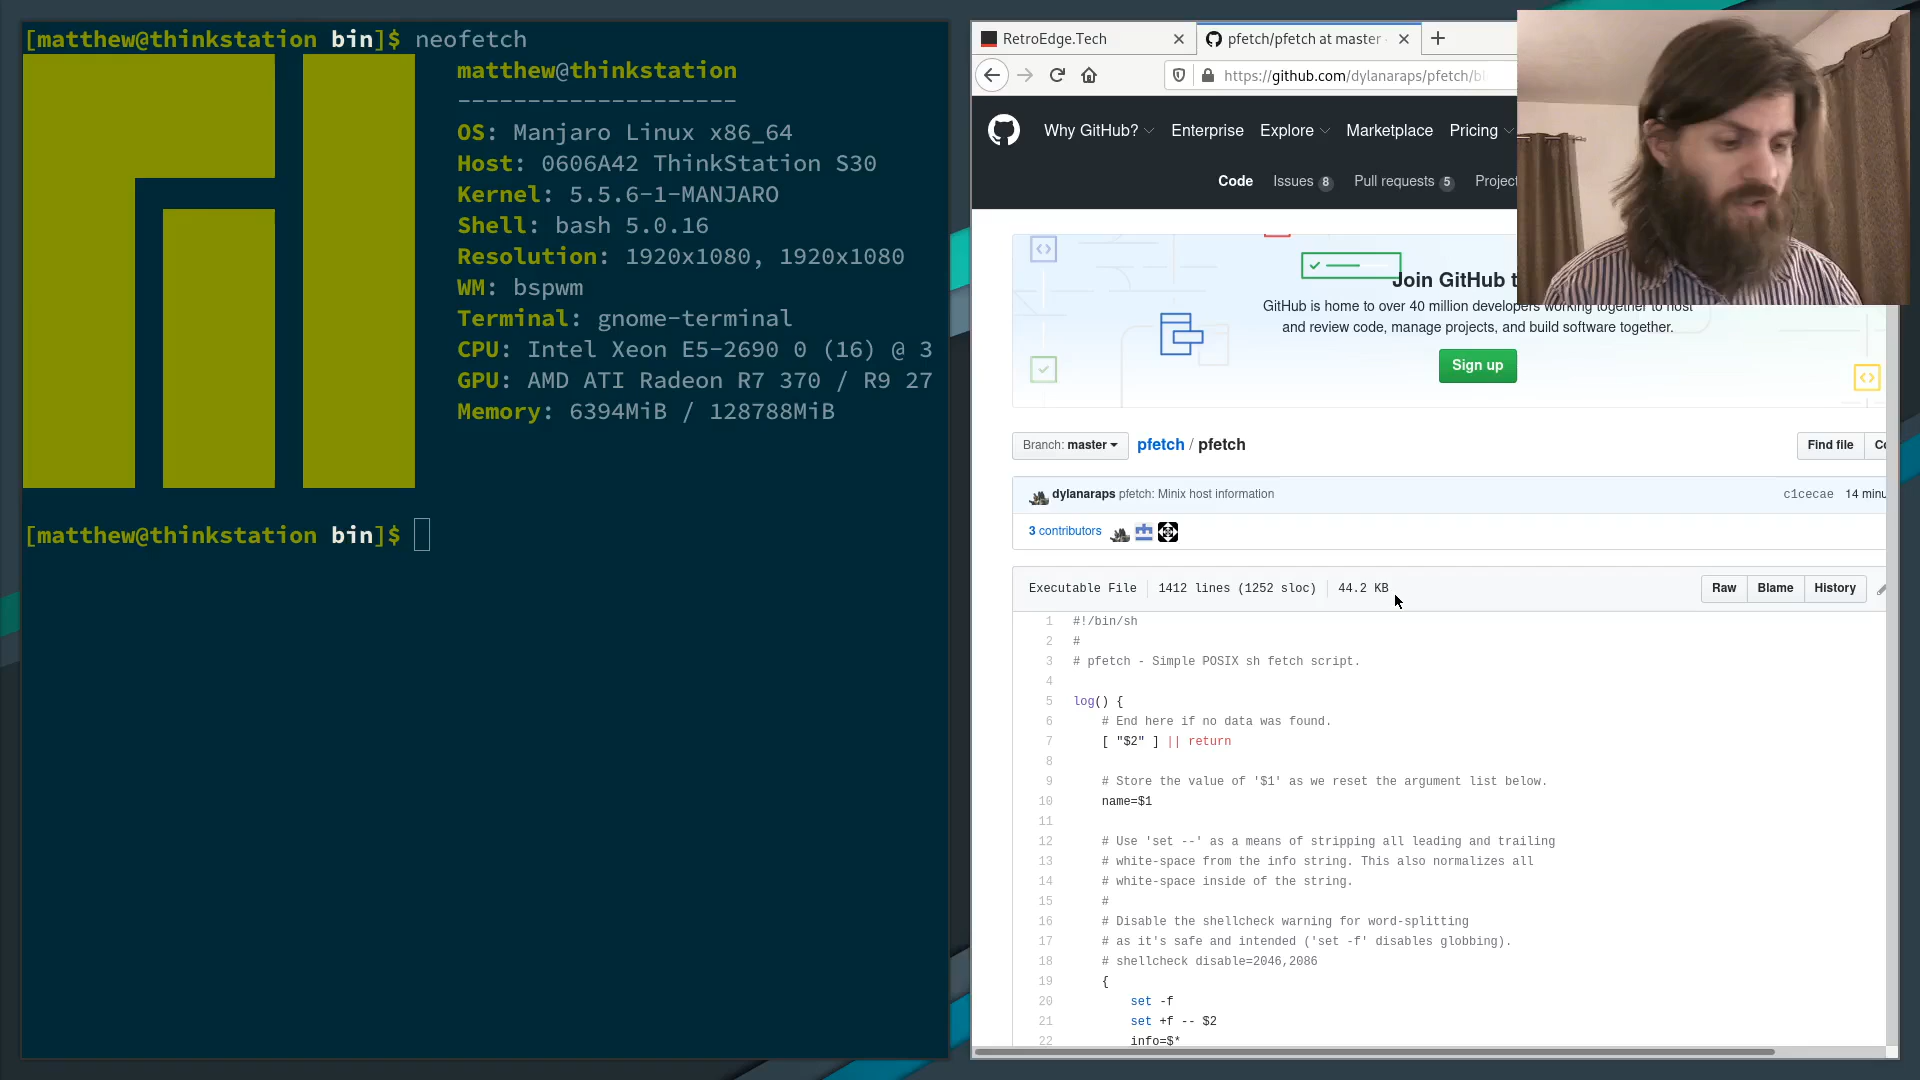 [matthew@thinkstation bin]$ neofetch
matthew@thinkstation
--------------------
OS: Manjaro Linux x86_64
Host: 0606A42 ThinkStation S30
Kernel: 5.5.6-1-MANJARO
Shell: bash 5.0.16
Resolution: 1920x1080, 1920x1080
WM: bspwm
Terminal: gnome-terminal
CPU: Intel Xeon E5-2690 0 (16) @ 3
GPU: AMD ATI Radeon R7 370 / R9 27
Memory: 6394MiB / 128788MiB
[matthew@thinkstation bin]$
RetroEdge.Tech
pfetch/pfetch at master
https://github.com/dylanaraps/pfetch/bl
Why GitHub? Enterprise Explore Marketplace Pricing
Code Issues 8 Pull requests 5 Project
Join GitHub t
GitHub is home to over 40 million developers working together to host
and review code, manage projects, and build software together.
Sign up
Branch: master pfetch / pfetch Find file Co
dylanaraps pfetch: Minix host information c1cecae 14 minu
3 contributors
Executable File 1412 lines (1252 sloc) 44.2 KB Raw Blame History
1 #!/bin/sh
2 #
3 # pfetch - Simple POSIX sh fetch script.
4
5 log() {
6 # End here if no data was found.
7 [ "$2" ] || return
8
9 # Store the value of '$1' as we reset the argument list below.
10 name=$1
11
12 # Use 'set --' as a means of stripping all leading and trailing
13 # white-space from the info string. This also normalizes all
14 # white-space inside of the string.
15 #
16 # Disable the shellcheck warning for word-splitting
17 # as it's safe and intended ('set -f' disables globbing).
18 # shellcheck disable=2046,2086
19 {
20 set -f
21 set +f -- $2
22 info=$*